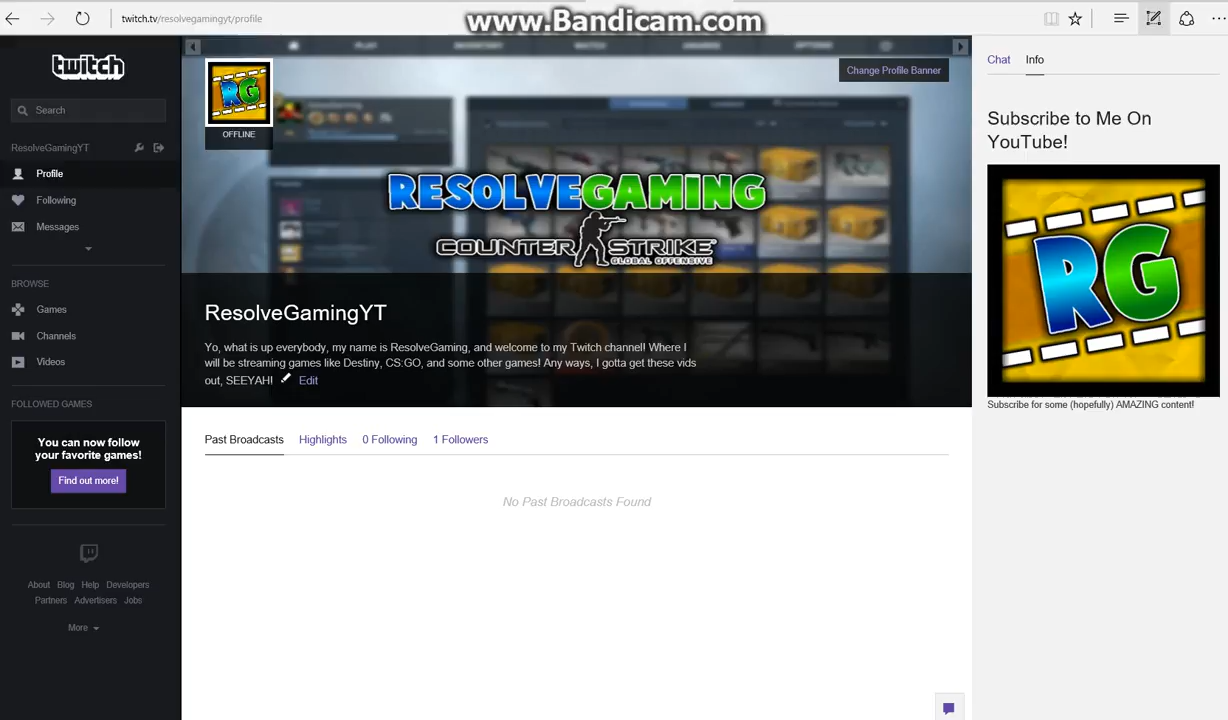 www.Bandicam.com
twitch.tv/resolvegamingyt/profile
twitch
Search
ResolveGamingYT
Profile
Following
Messages
BROWSE
Games
Channels
Videos
FOLLOWED GAMES
You can now follow
your favorite games!
Find out more!
About Blog Help Developers
Partners Advertisers Jobs
More
RG
OFFLINE
Change Profile Banner
RESOLVEGAMING
COUNTER STRIKE
GLOBAL OFFENSIVE
ResolveGamingYT
Yo, what is up everybody, my name is ResolveGaming, and welcome to my Twitch channel! Where I
will be streaming games like Destiny, CS:GO, and some other games! Any ways, I gotta get these vids
out, SEEYAH! Edit
Past Broadcasts Highlights 0 Following 1 Followers
No Past Broadcasts Found
Chat Info
Subscribe to Me On
YouTube!
RG
Subscribe for some (hopefully) AMAZING content!